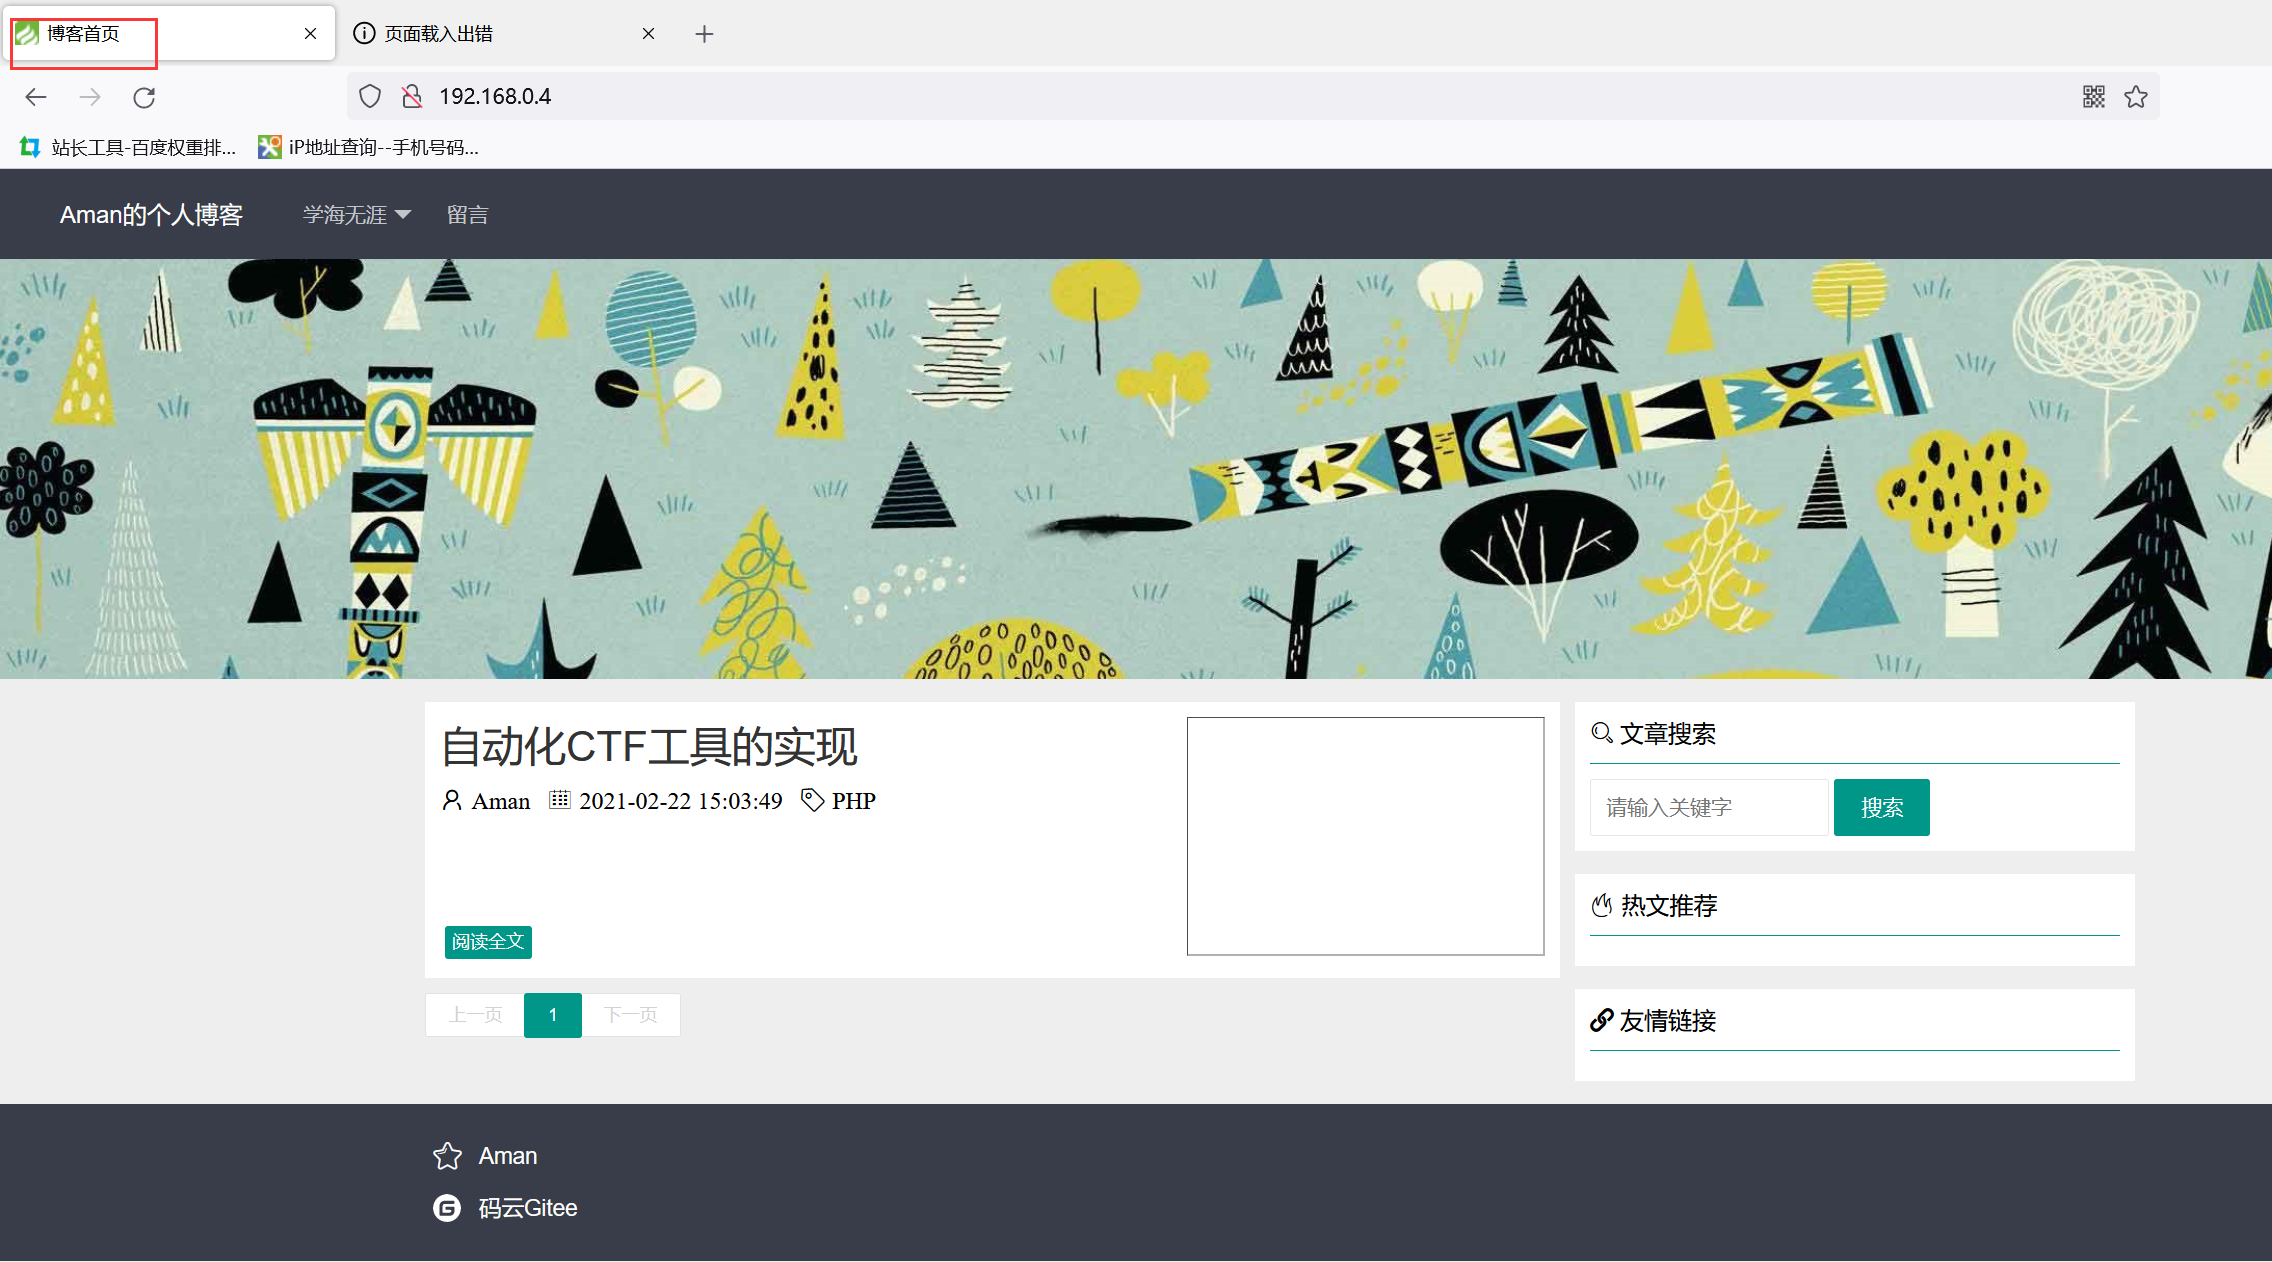 博客首页
页面载入出错
192.168.0.4
站长工具-百度权重排...
iP地址查询--手机号码...
Aman的个人博客
学海无涯
留言
自动化CTF工具的实现
Aman 2021-02-22 15:03:49 PHP
阅读全文
上一页 1 下一页
文章搜索
请输入关键字 搜索
热文推荐
友情链接
Aman
码云Gitee